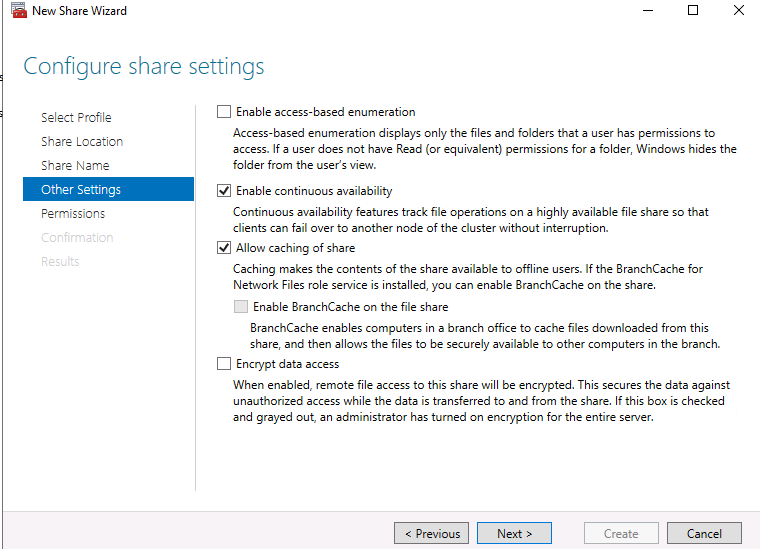 New Share Wizard
Configure share settings
Select Profile
Share Location
Share Name
Other Settings
Permissions
Confirmation
Results
Enable access-based enumeration
Access-based enumeration displays only the files and folders that a user has permissions to
access. If a user does not have Read (or equivalent) permissions for a folder, Windows hides the
folder from the user's view.
Enable continuous availability
Continuous availability features track file operations on a highly available file share so that
clients can fail over to another node of the cluster without interruption.
Allow caching of share
Caching makes the contents of the share available to offline users. If the BranchCache for
Network Files role service is installed, you can enable BranchCache on the share.
Enable BranchCache on the file share
BranchCache enables computers in a branch office to cache files downloaded from this
share, and then allows the files to be securely available to other computers in the branch.
Encrypt data access
When enabled, remote file access to this share will be encrypted. This secures the data against
unauthorized access while the data is transferred to and from the share. If this box is checked
and grayed out, an administrator has turned on encryption for the entire server.
< Previous
Next >
Create
Cancel